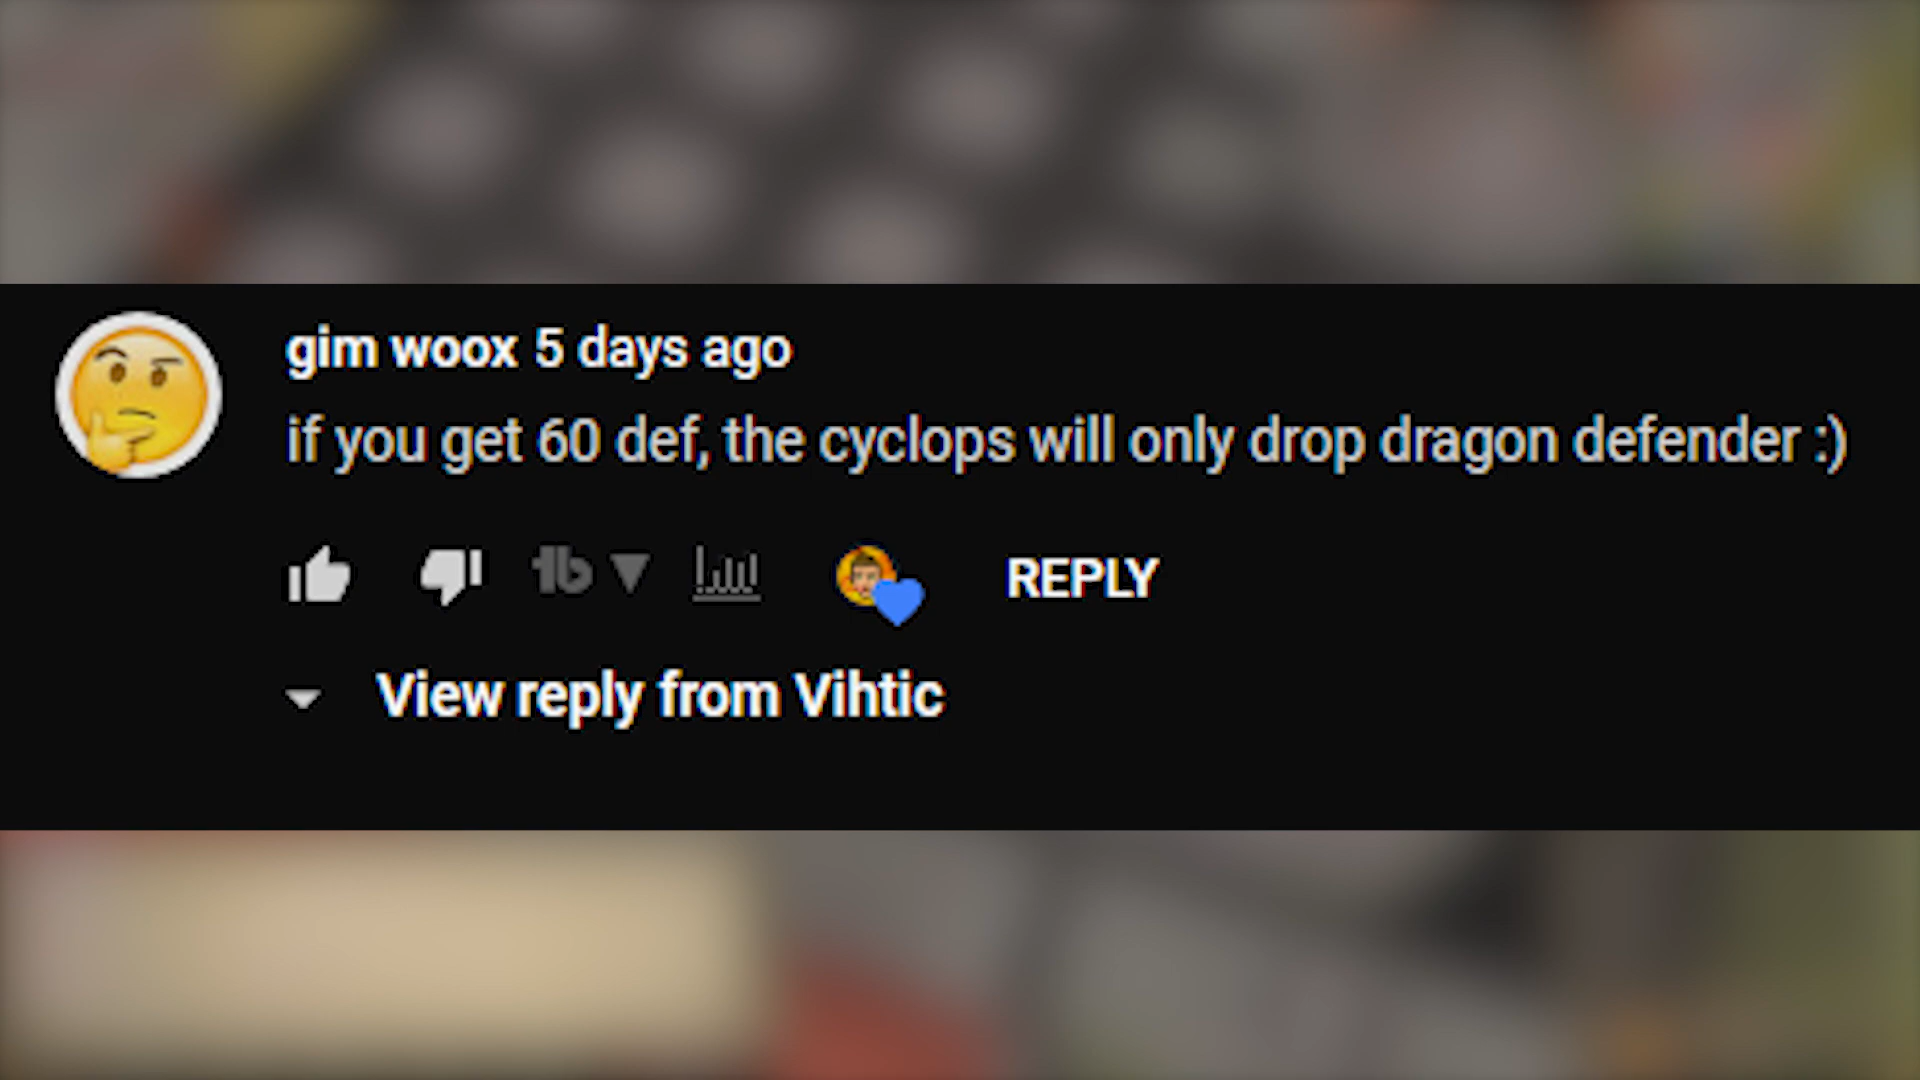 gim woox 5 days ago
if you get 60 def, the cyclops will only drop dragon defender :)
tb
REPLY
View reply from Vihtic